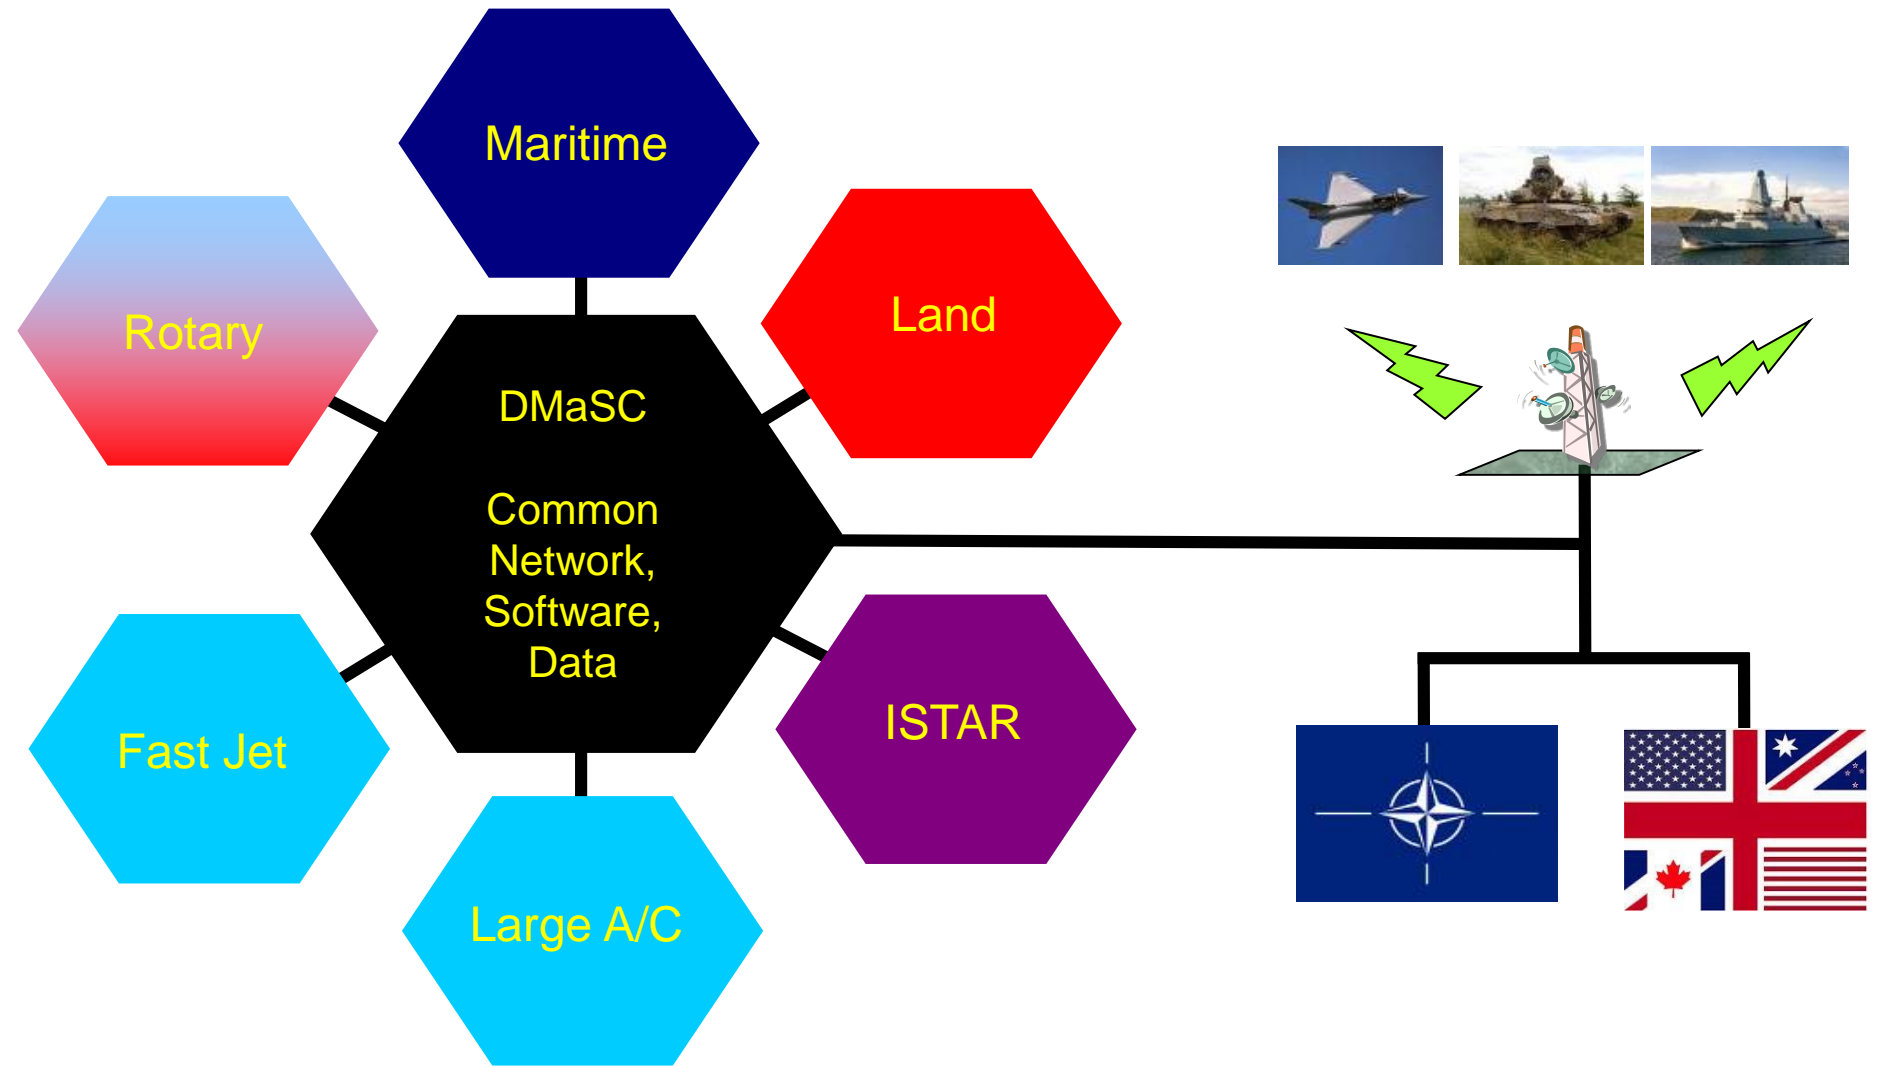 Maritime
Rotary
Land
DMaSC
Common
Network,
Software,
Data
Fast Jet
ISTAR
Large A/C